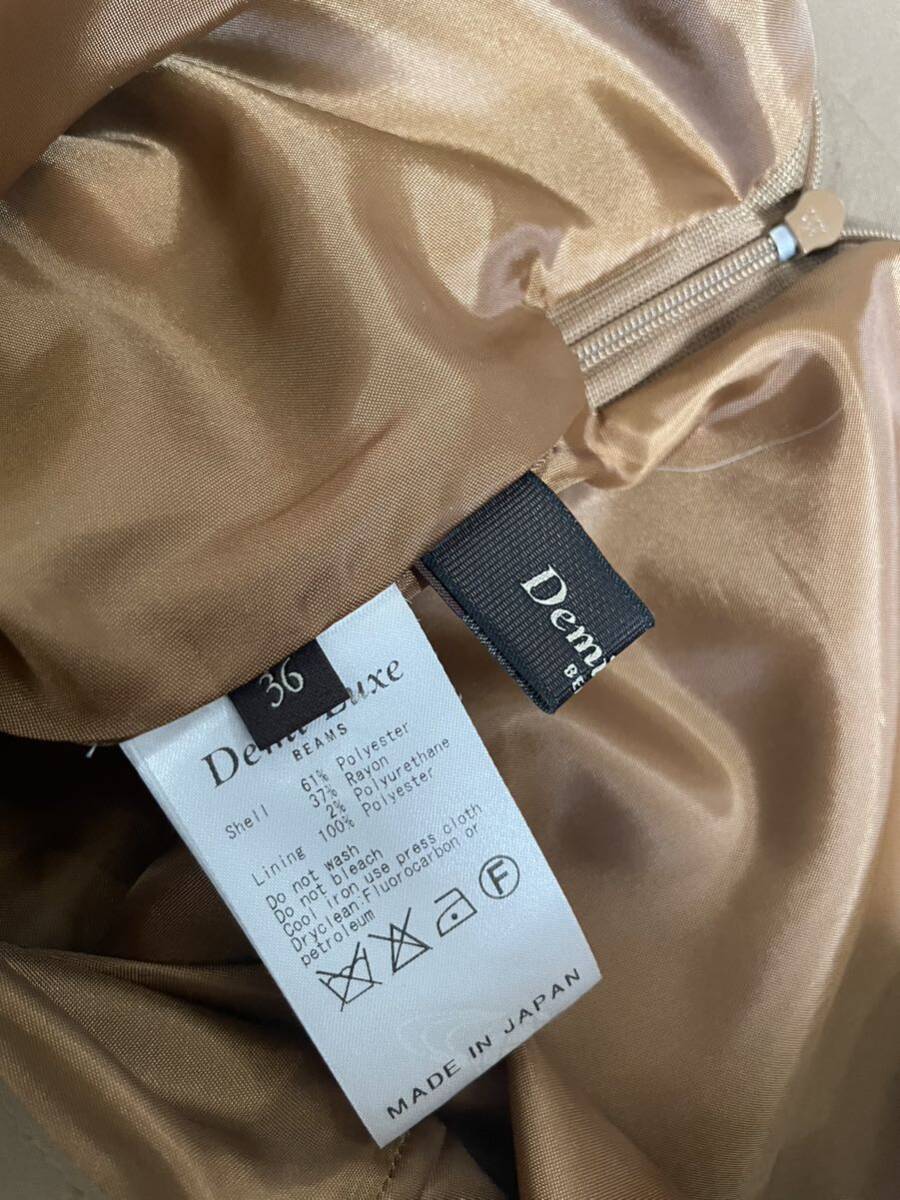 Demi
BE
36
Demi Luxe
BEAMS
Shell 61% Polyester
37% Rayon
2% Polyurethane
Lining 100% Polyester
Do not wash
Do not bleach
Cool iron use press cloth
Dryclean:Fluorocarbon or
petroleum
F
MADE IN JAPAN